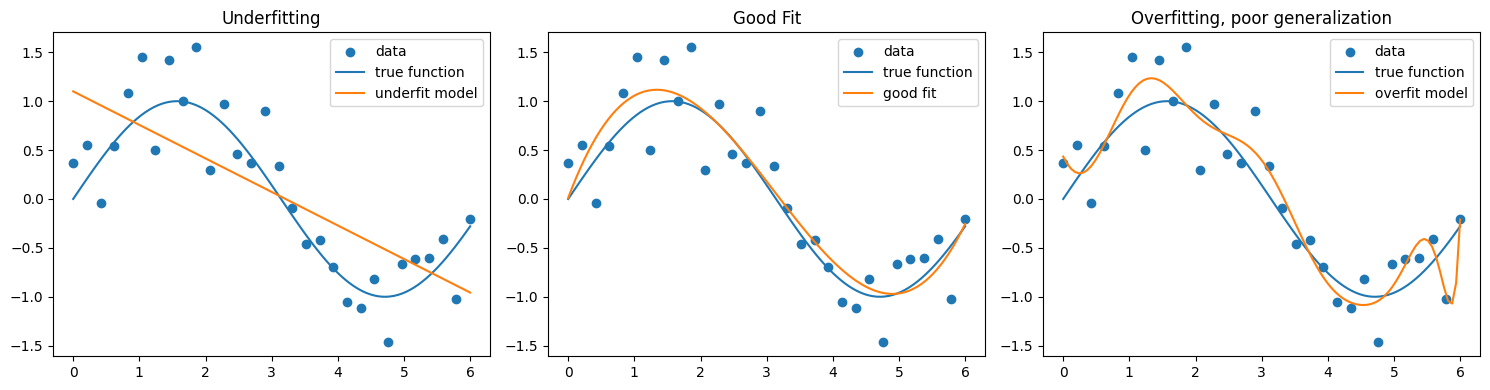 Underfitting
data
true function
underfit model
1.5
1.0
0.5
0.0
−0.5
−1.0
−1.5
0 1 2 3 4 5 6
Good Fit
data
true function
good fit
1.5
1.0
0.5
0.0
−0.5
−1.0
−1.5
0 1 2 3 4 5 6
Overfitting, poor generalization
data
true function
overfit model
1.5
1.0
0.5
0.0
−0.5
−1.0
−1.5
0 1 2 3 4 5 6